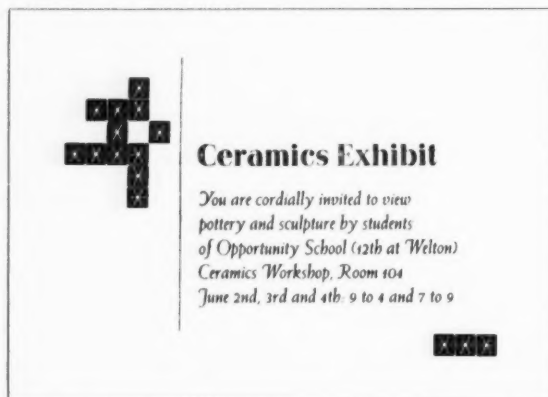 Ceramics Exhibit
You are cordially invited to view
pottery and sculpture by students
of Opportunity School (12th at Welton)
Ceramics Workshop, Room 104
June 2nd, 3rd and 4th: 9 to 4 and 7 to 9